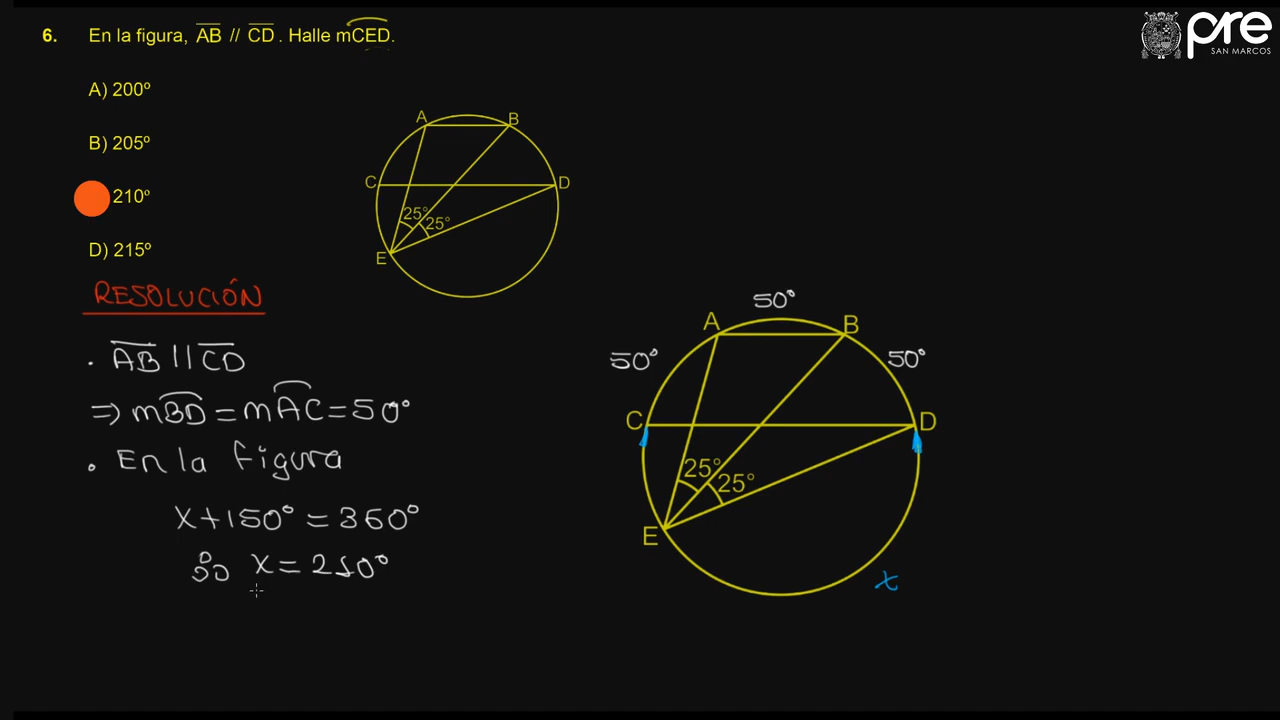 6. En la figura, AB // CD . Halle mCED.
pre
SAN MARCOS
A) 200º
B) 205º
210º
D) 215º
A
B
C
D
25°
25°
E
RESOLUCIÓN
. AB // CD
⇒ mBD = mAC = 50°
. En la figura
x + 150° = 360°
∴ x = 210°
50°
A
B
50°
50°
C
D
25°
25°
E
x